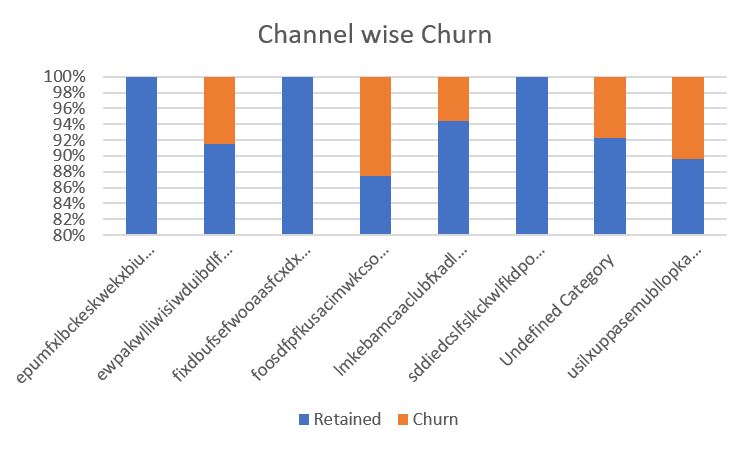 Channel wise Churn
100%
98%
96%
94%
92%
90%
88%
86%
84%
82%
80%
epumfxlbckeskwekxbiu...
ewpakwlliwisiwduibdlf...
fixdbufsefwooaasfcxdx...
foosdfpfkusacimwkcso...
lmkebamcaaclubfxadl...
sddiedcslfslkckwlfkdpo...
Undefined Category
usilxuppasemubllopka...
Retained
Churn